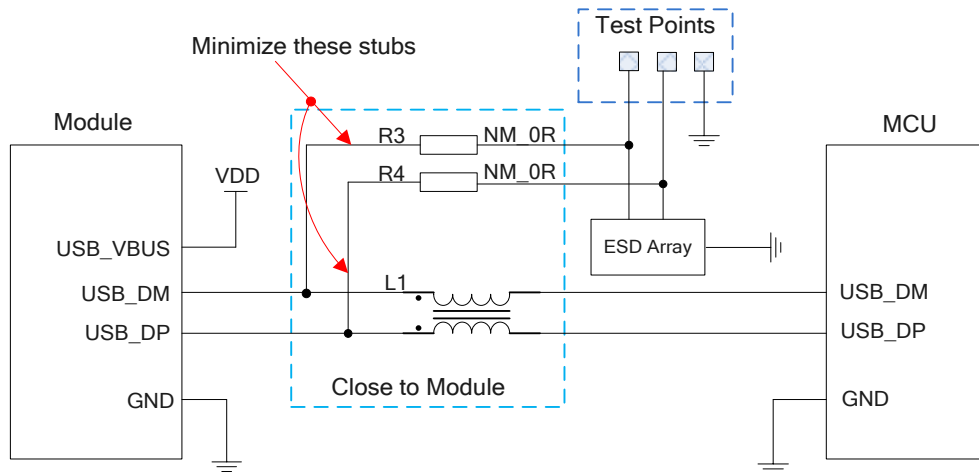 Test Points
Minimize these stubs
Module
MCU
R3
NM_0R
R4
NM_0R
VDD
ESD Array
USB_VBUS
L1
USB_DM
USB_DM
USB_DP
USB_DP
Close to Module
GND
GND